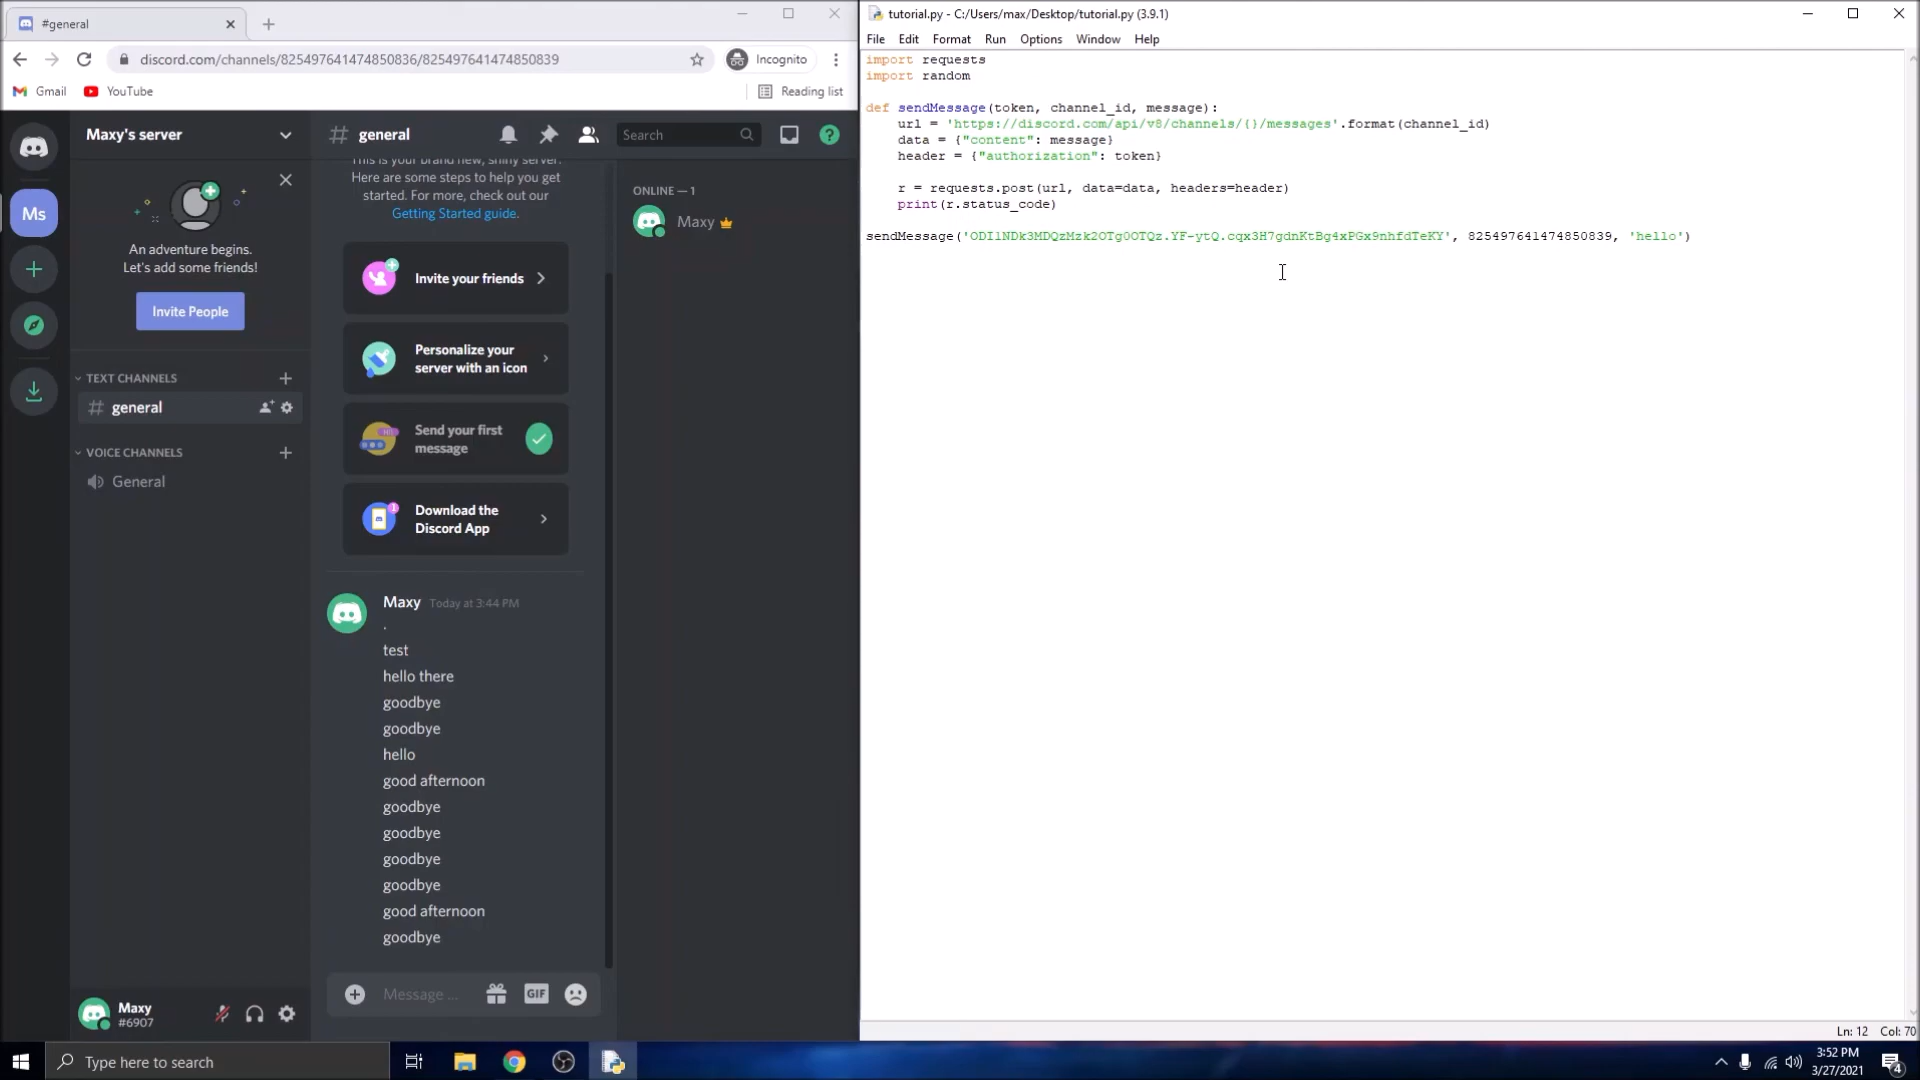 #general
tutorial.py - C:/Users/max/Desktop/tutorial.py (3.9.1)
discord.com/channels/825497641474850836/825497641474850839
Incognito
Gmail
YouTube
Reading list
File Edit Format Run Options Window Help
Maxy's server
Ms
An adventure begins.
Let's add some friends!
Invite People
TEXT CHANNELS
general
VOICE CHANNELS
General
Maxy
#6907
general
Search
This is your brand new, shiny server.
Here are some steps to help you get
started. For more, check out our
Getting Started guide.
Invite your friends
Personalize your
server with an icon
Send your first
message
Download the
Discord App
1
Maxy Today at 3:44 PM
.
test
hello there
goodbye
goodbye
hello
good afternoon
goodbye
goodbye
goodbye
goodbye
good afternoon
goodbye
Message ...
GIF
ONLINE — 1
Maxy
import requests
import random
def sendMessage(token, channel_id, message):
url = 'https://discord.com/api/v8/channels/{}/messages'.format(channel_id)
data = {"content": message}
header = {"authorization": token}
r = requests.post(url, data=data, headers=header)
print(r.status_code)
sendMessage('ODI1NDk3MDQzMzk2OTg0OTQz.YF-ytQ.cqx3H7gdnKtBg4xPGx9nhfdTeKY', 825497641474850839, 'hello')
Ln: 12 Col: 70
Type here to search
3:52 PM
3/27/2021
4